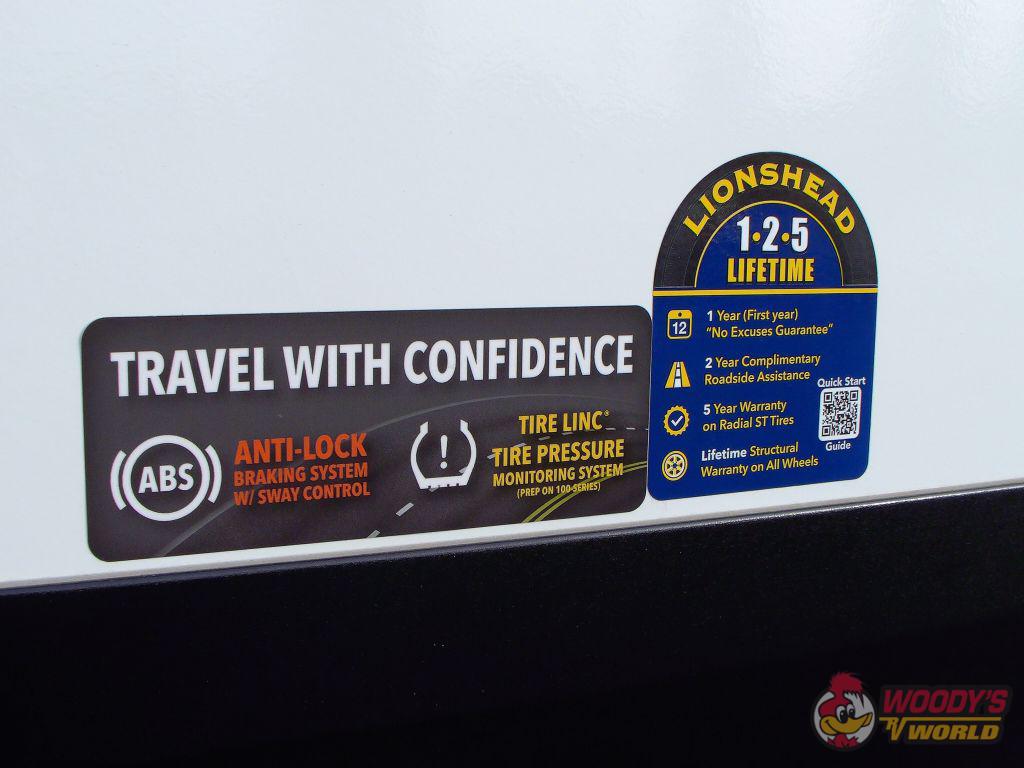 TRAVEL WITH CONFIDENCE
ABS
ANTI-LOCK
BRAKING SYSTEM
W/ SWAY CONTROL
!
TIRE LINC®
TIRE PRESSURE
MONITORING SYSTEM
(PREP ON 100-SERIES)
LIONSHEAD
1•2•5
LIFETIME
12
1 Year (First year)
"No Excuses Guarantee"
2 Year Complimentary
Roadside Assistance
5 Year Warranty
on Radial ST Tires
Lifetime Structural
Warranty on All Wheels
Quick Start
Guide
WOODY'S
RV WORLD